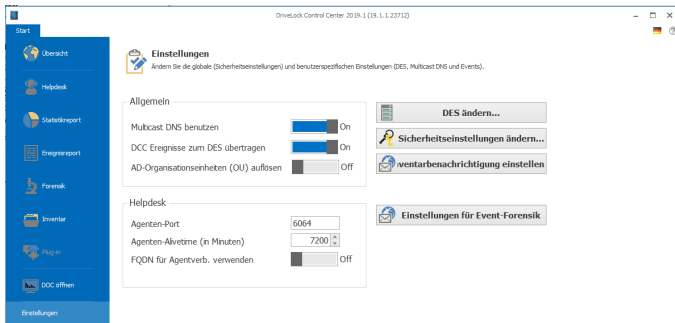 DriveLock Control Center 2019.1 (19.1.1.23712)
Start
Übersicht
Helpdesk
Statistikreport
Ereignisreport
Forensik
Inventar
Plug-in
DOC öffnen
Einstellungen
Einstellungen
Ändern Sie die globale (Sicherheitseinstellungen) und benutzerspezifischen Einstellungen (DES, Multicast DNS und Events).
Allgemein
Multicast DNS benutzen On
DCC Ereignisse zum DES übertragen On
AD-Organisationseinheiten (OU) auflösen Off
DES ändern...
Sicherheitseinstellungen ändern...
ventarbenachrichtigung einstellen
Helpdesk
Agenten-Port 6064
Agenten-Alivetime (in Minuten) 7200
FQDN für Agentverb. verwenden Off
Einstellungen für Event-Forensik